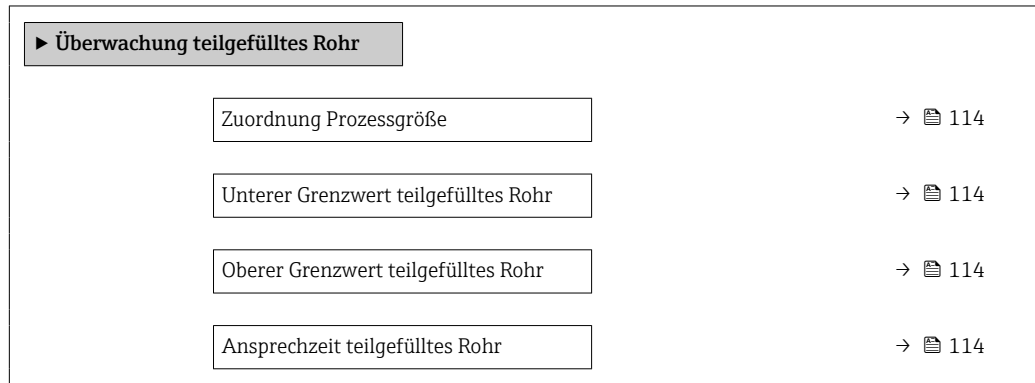 ▶ Überwachung teilgefülltes Rohr
Zuordnung Prozessgröße → 114
Unterer Grenzwert teilgefülltes Rohr → 114
Oberer Grenzwert teilgefülltes Rohr → 114
Ansprechzeit teilgefülltes Rohr → 114